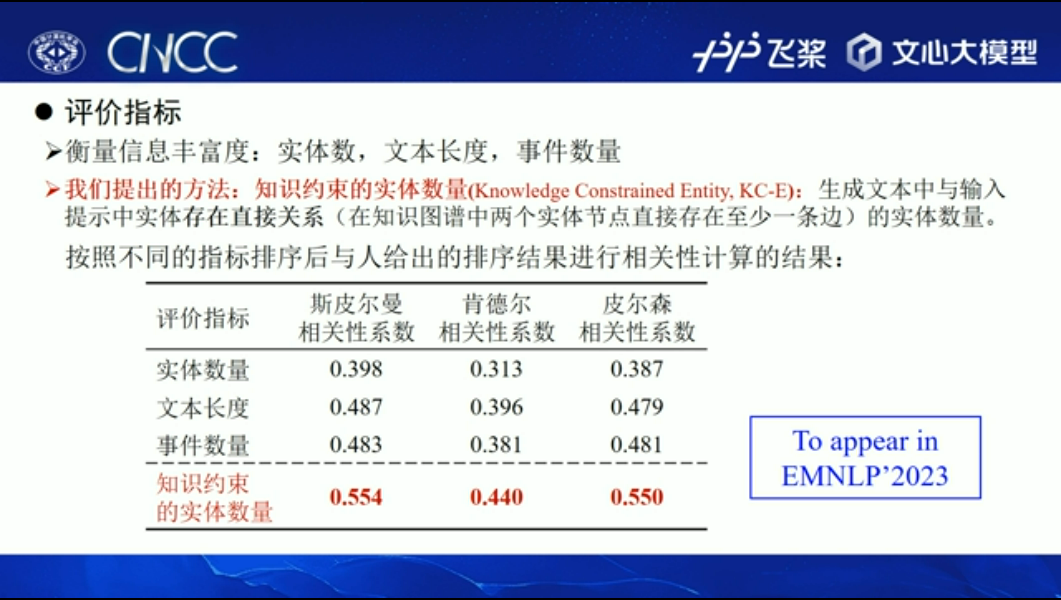 CNCC
飞桨
文心大模型
● 评价指标
➢衡量信息丰富度：实体数，文本长度，事件数量
➢我们提出的方法：知识约束的实体数量(Knowledge Constrained Entity, KC-E)：生成文本中与输入
提示中实体存在直接关系（在知识图谱中两个实体节点直接存在至少一条边）的实体数量。
按照不同的指标排序后与人给出的排序结果进行相关性计算的结果：
评价指标 斯皮尔曼相关性系数 肯德尔相关性系数 皮尔森相关性系数
实体数量 0.398 0.313 0.387
文本长度 0.487 0.396 0.479
事件数量 0.483 0.381 0.481
知识约束
的实体数量 0.554 0.440 0.550
To appear in
EMNLP’2023